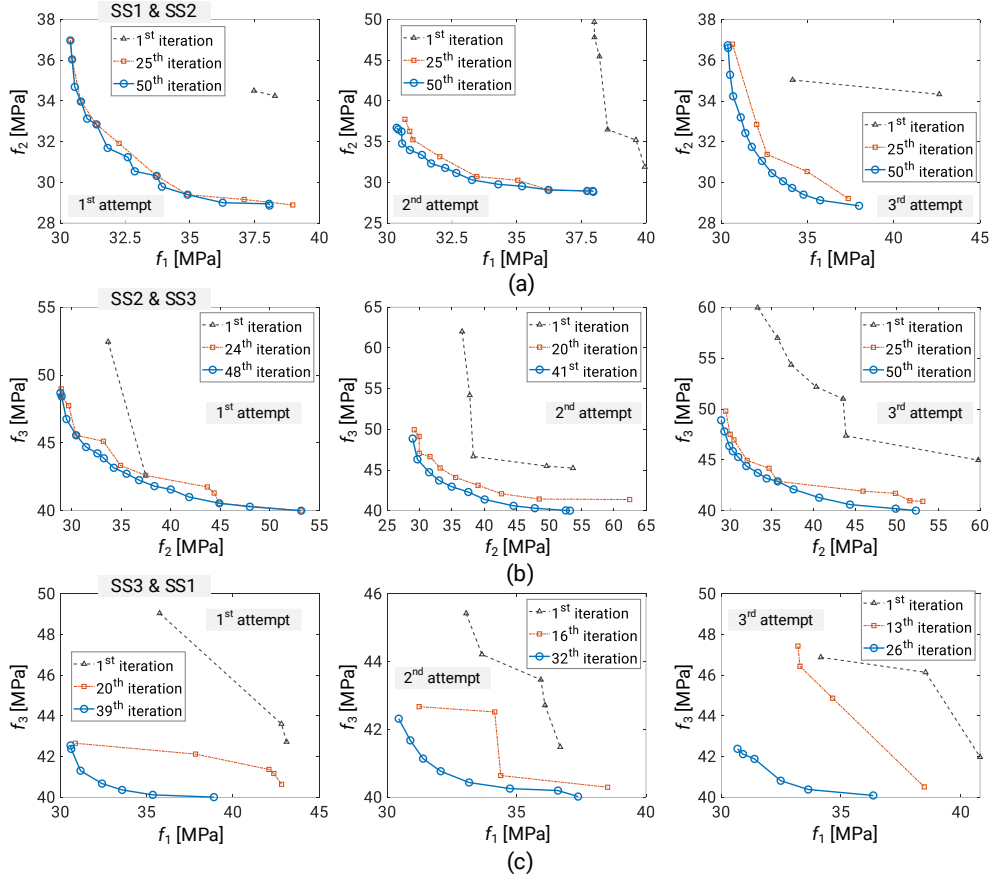 SS1 & SS2
f2 [MPa]
38
36
34
32
30
28
1st iteration
25th iteration
50th iteration
1st attempt
30
32.5
35
37.5
40
f1 [MPa]
f2 [MPa]
50
45
40
35
30
25
1st iteration
25th iteration
50th iteration
2nd attempt
30
32
34
36
38
40
f1 [MPa]
f2 [MPa]
38
36
34
32
30
28
1st iteration
25th iteration
50th iteration
3rd attempt
30
35
40
45
f1 [MPa]
(a)
SS2 & SS3
f3 [MPa]
55
50
45
40
1st iteration
24th iteration
48th iteration
1st attempt
30
35
40
45
50
55
f2 [MPa]
f3 [MPa]
65
60
55
50
45
40
1st iteration
20th iteration
41st iteration
2nd attempt
25
30
35
40
45
50
55
60
65
f2 [MPa]
f3 [MPa]
60
55
50
45
40
1st iteration
25th iteration
50th iteration
3rd attempt
30
35
40
45
50
55
60
f2 [MPa]
(b)
SS3 & SS1
f3 [MPa]
50
48
46
44
42
40
1st attempt
1st iteration
20th iteration
39th iteration
30
35
40
45
f1 [MPa]
f3 [MPa]
46
44
42
40
1st iteration
16th iteration
32th iteration
2nd attempt
30
35
40
f1 [MPa]
f3 [MPa]
50
48
46
44
42
40
3rd attempt
1st iteration
13th iteration
26th iteration
30
35
40
f1 [MPa]
(c)